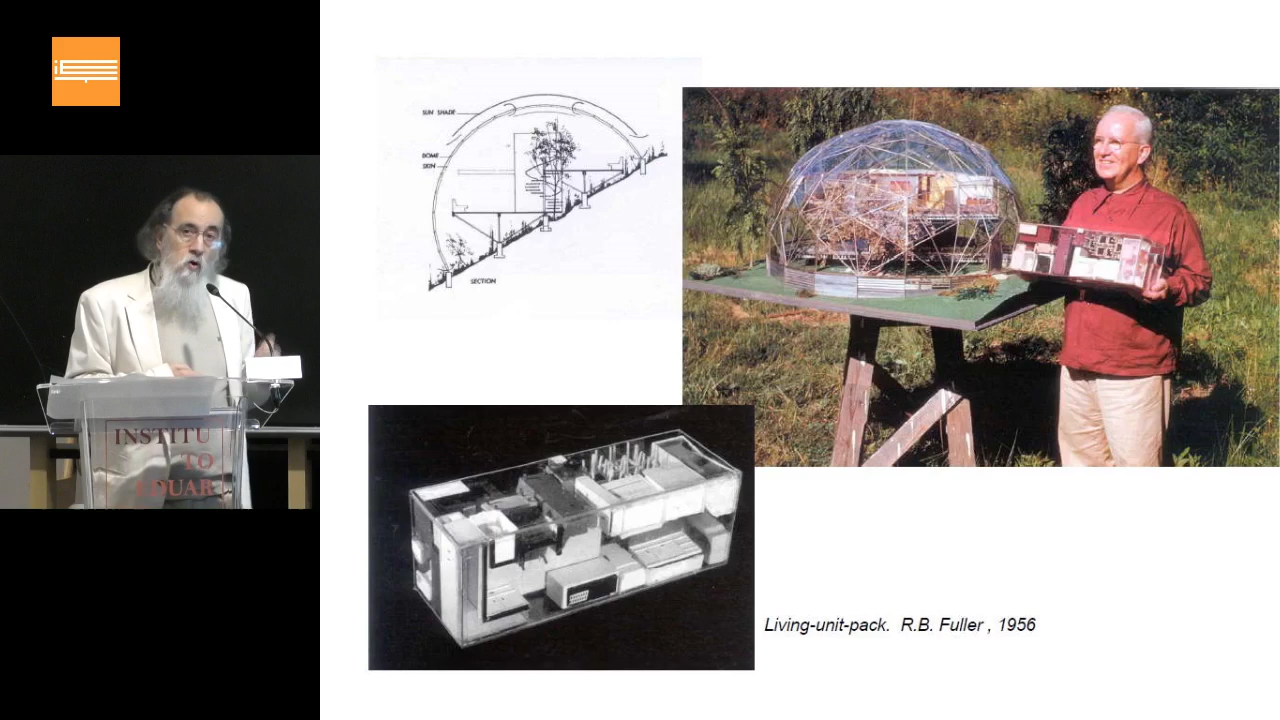 INSTITU
TO
EDUAR
SUN SHADE
DOME
SKIN
SECTION
Living-unit-pack. R.B. Fuller , 1956